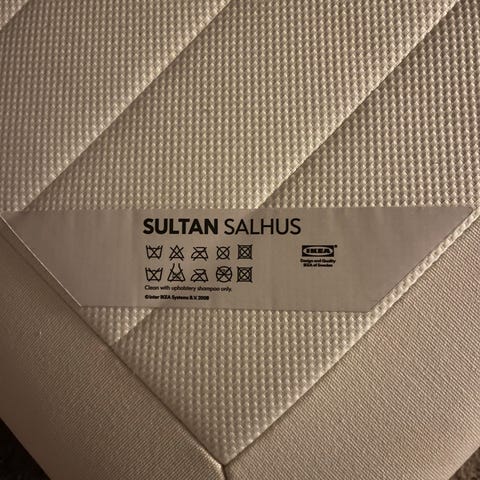 SULTAN SALHUS
IKEA
Design and Quality
IKEA of Sweden
Clean with upholstery shampoo only.
©Inter IKEA Systems B.V. 2008